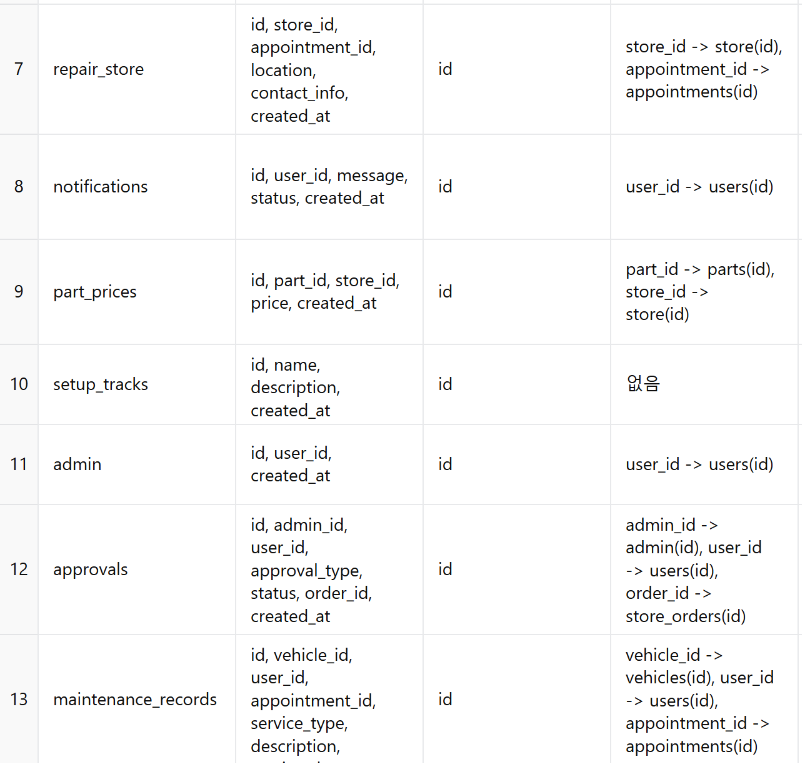 7
repair_store
id, store_id,
appointment_id,
location,
contact_info,
created_at
id
store_id -> store(id),
appointment_id ->
appointments(id)
8
notifications
id, user_id, message,
status, created_at
id
user_id -> users(id)
9
part_prices
id, part_id, store_id,
price, created_at
id
part_id -> parts(id),
store_id ->
store(id)
10
setup_tracks
id, name,
description,
created_at
id
없음
11
admin
id, user_id,
created_at
id
user_id -> users(id)
12
approvals
id, admin_id,
user_id,
approval_type,
status, order_id,
created_at
id
admin_id ->
admin(id), user_id
-> users(id),
order_id ->
store_orders(id)
13
maintenance_records
id, vehicle_id,
user_id,
appointment_id,
service_type,
description,
id
vehicle_id ->
vehicles(id), user_id
-> users(id),
appointment_id ->
appointments(id)